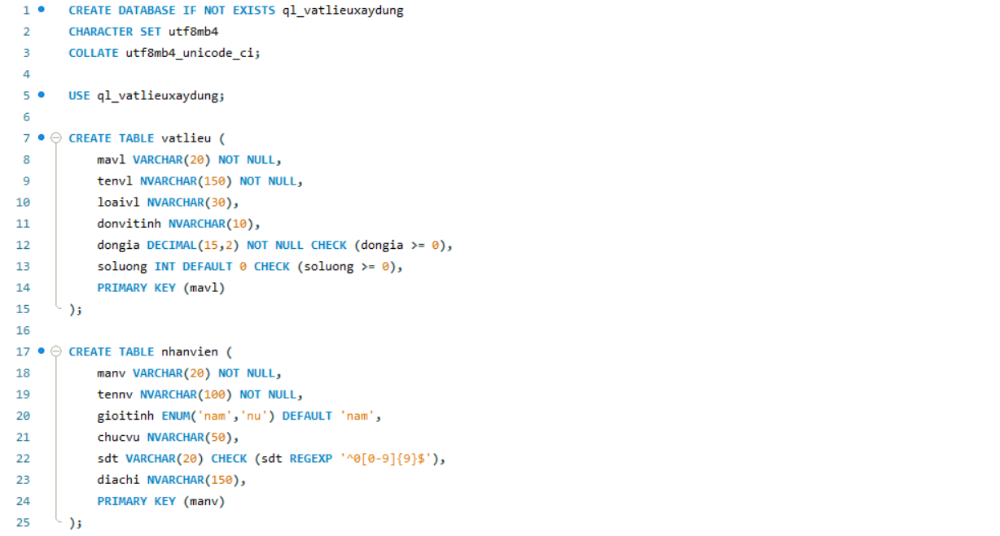 1 CREATE DATABASE IF NOT EXISTS ql_vatlieuxaydung
2 CHARACTER SET utf8mb4
3 COLLATE utf8mb4_unicode_ci;
4
5 USE ql_vatlieuxaydung;
6
7 CREATE TABLE vatlieu (
8 mavl VARCHAR(20) NOT NULL,
9 tenvl NVARCHAR(150) NOT NULL,
10 loaivl NVARCHAR(30),
11 donvitinh NVARCHAR(10),
12 dongia DECIMAL(15,2) NOT NULL CHECK (dongia >= 0),
13 soluong INT DEFAULT 0 CHECK (soluong >= 0),
14 PRIMARY KEY (mavl)
15 );
16
17 CREATE TABLE nhanvien (
18 manv VARCHAR(20) NOT NULL,
19 tennv NVARCHAR(100) NOT NULL,
20 gioitinh ENUM('nam','nu') DEFAULT 'nam',
21 chucvu NVARCHAR(50),
22 sdt VARCHAR(20) CHECK (sdt REGEXP '^0[0-9]{9}$'),
23 diachi NVARCHAR(150),
24 PRIMARY KEY (manv)
25 );